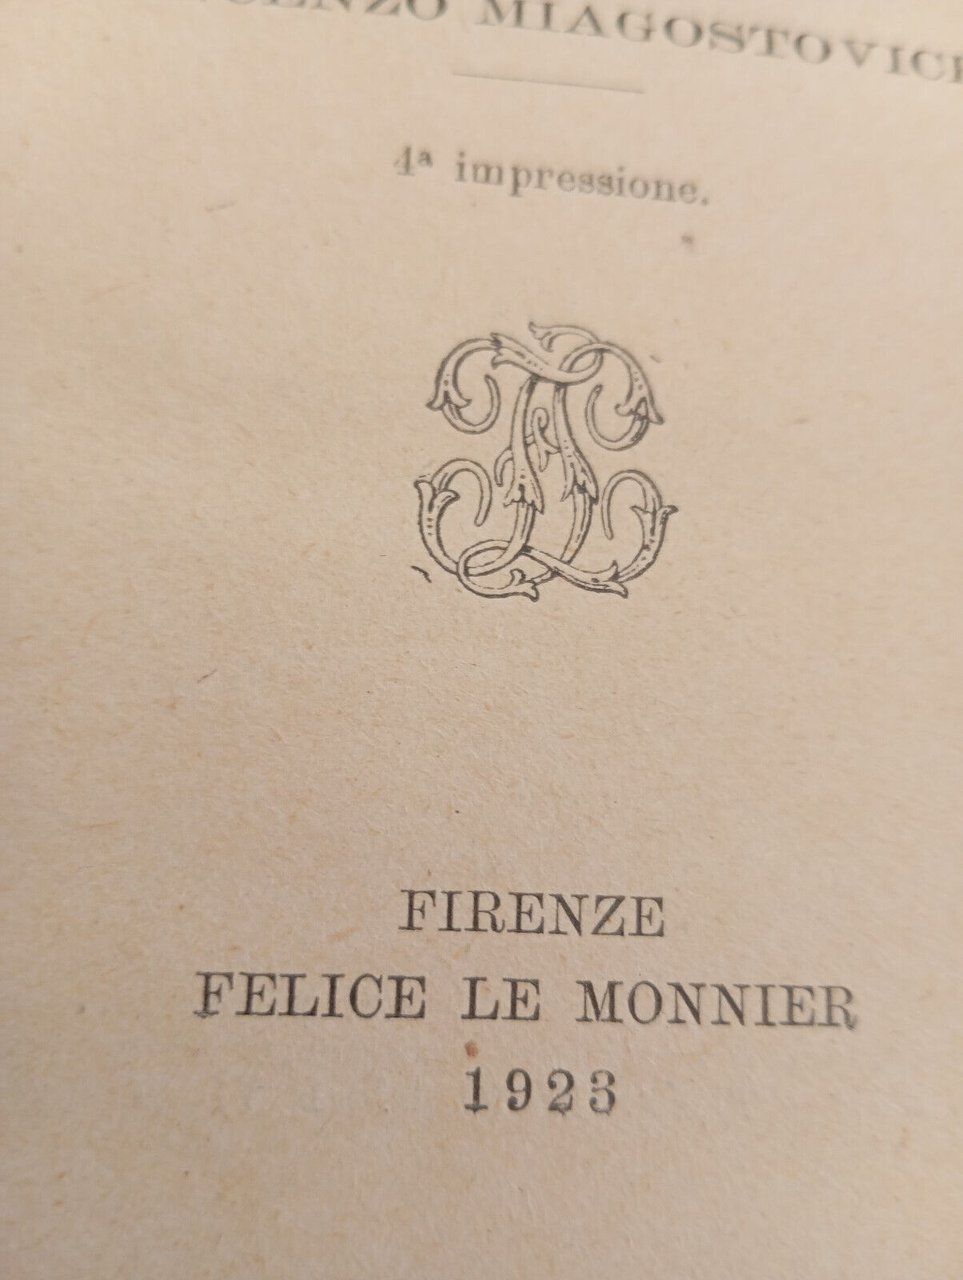 MIAGOSTOVICH
4ª impressione.
FIRENZE
FELICE LE MONNIER
1923